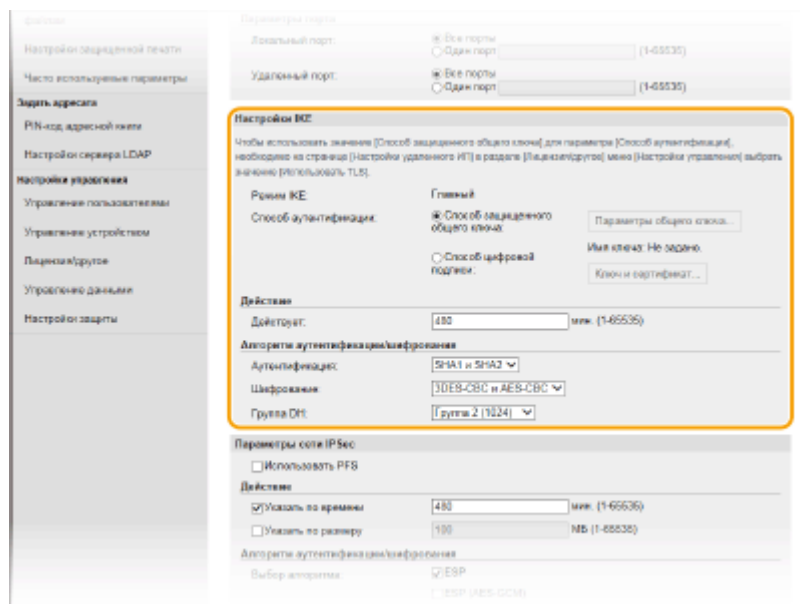 Файлами
Настройки защищенной печати
Часто используемые параметры
Задать адресата
PIN-код адресной книги
Настройки сервера LDAP
Настройки управления
Управление пользователями
Управление устройством
Лицензия/другое
Управление данными
Настройки защиты
Параметры порта
Локальный порт:
Все порты
Один порт (1-65535)
Удаленный порт:
Все порты
Один порт (1-65535)
Настройки IKE
Чтобы использовать значение [Способ защищенного общего ключа] для параметра [Способ аутентификации],
необходимо на странице [Настройки удаленного ИП] в разделе [Лицензия/другое] меню [Настройки управления] выбрать
значение [Использовать TLS].
Режим IKE Главный
Способ аутентификации: Способ защищенного
общего ключа: Параметры общего ключа...
Имя ключа: Не задано.
Способ цифровой
подписи: Ключ и сертификат...
Действие
Действует: 480 мин. (1-65535)
Алгоритм аутентификации/шифрования
Аутентификация: SHA1 и SHA2
Шифрование: 3DES-CBC и AES-CBC
Группа DH: Группа 2 (1024)
Параметры сети IPSec
Использовать PFS
Действие
Указать по времени 480 мин. (1-65535)
Указать по размеру 100 МБ (1-65535)
Алгоритм аутентификации/шифрования
Выбор алгоритма: ESP
ESP (AES-GCM)